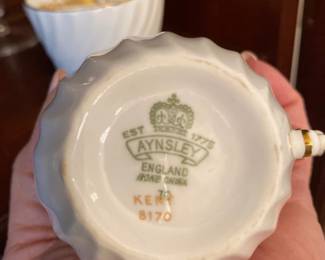 EST 1775
AYNSLEY
ENGLAND
BONE CHINA
KENT
8170